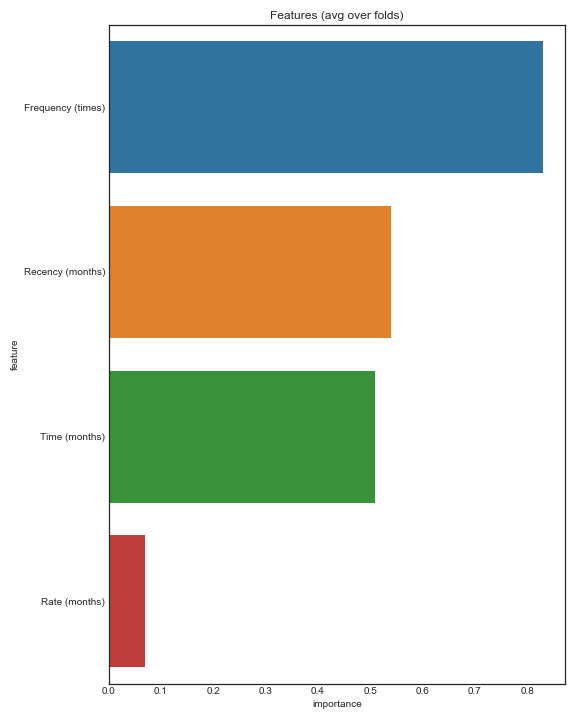 Features (avg over folds)
Frequency (times)
Recency (months)
feature
Time (months)
Rate (months)
0.0 0.1 0.2 0.3 0.4 0.5 0.6 0.7 0.8
importance